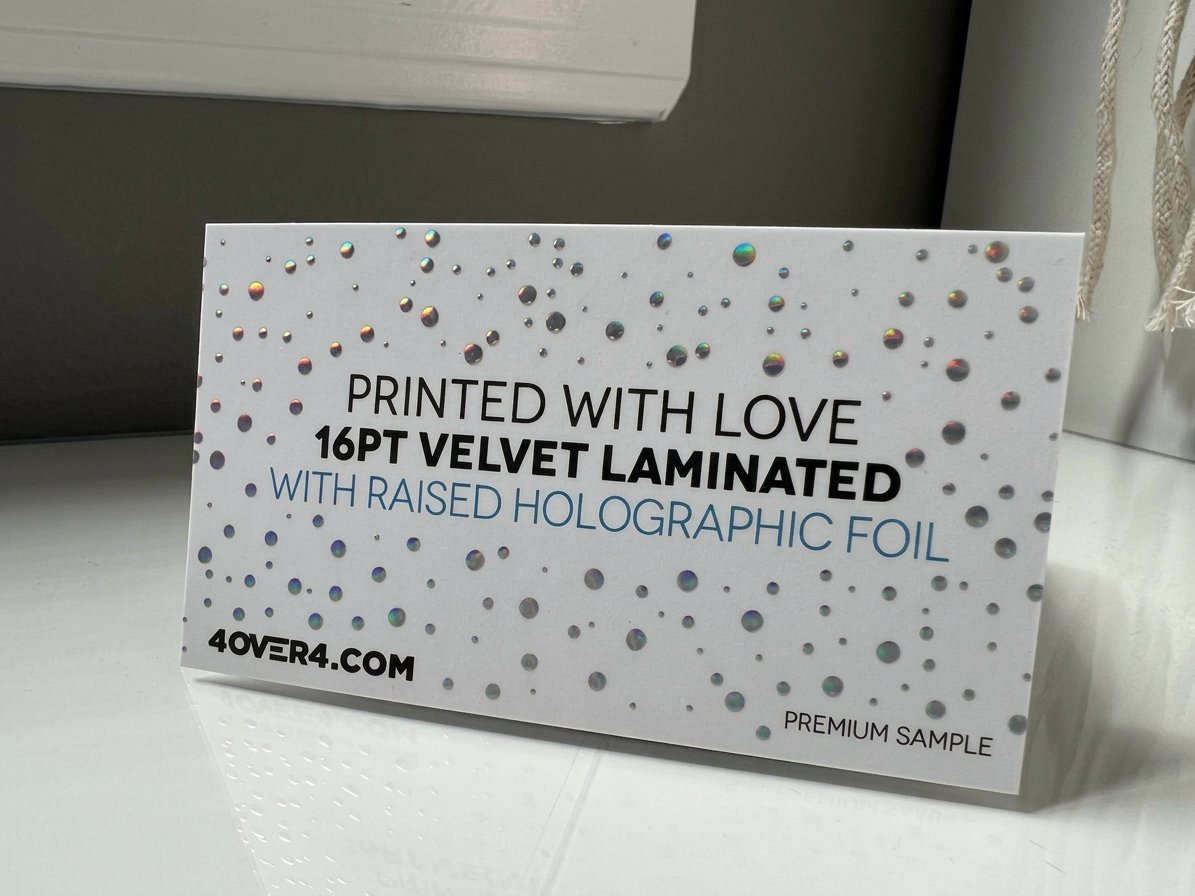 PRINTED WITH LOVE
16PT VELVET LAMINATED
WITH RAISED HOLOGRAPHIC FOIL
4OVER4.COM
PREMIUM SAMPLE